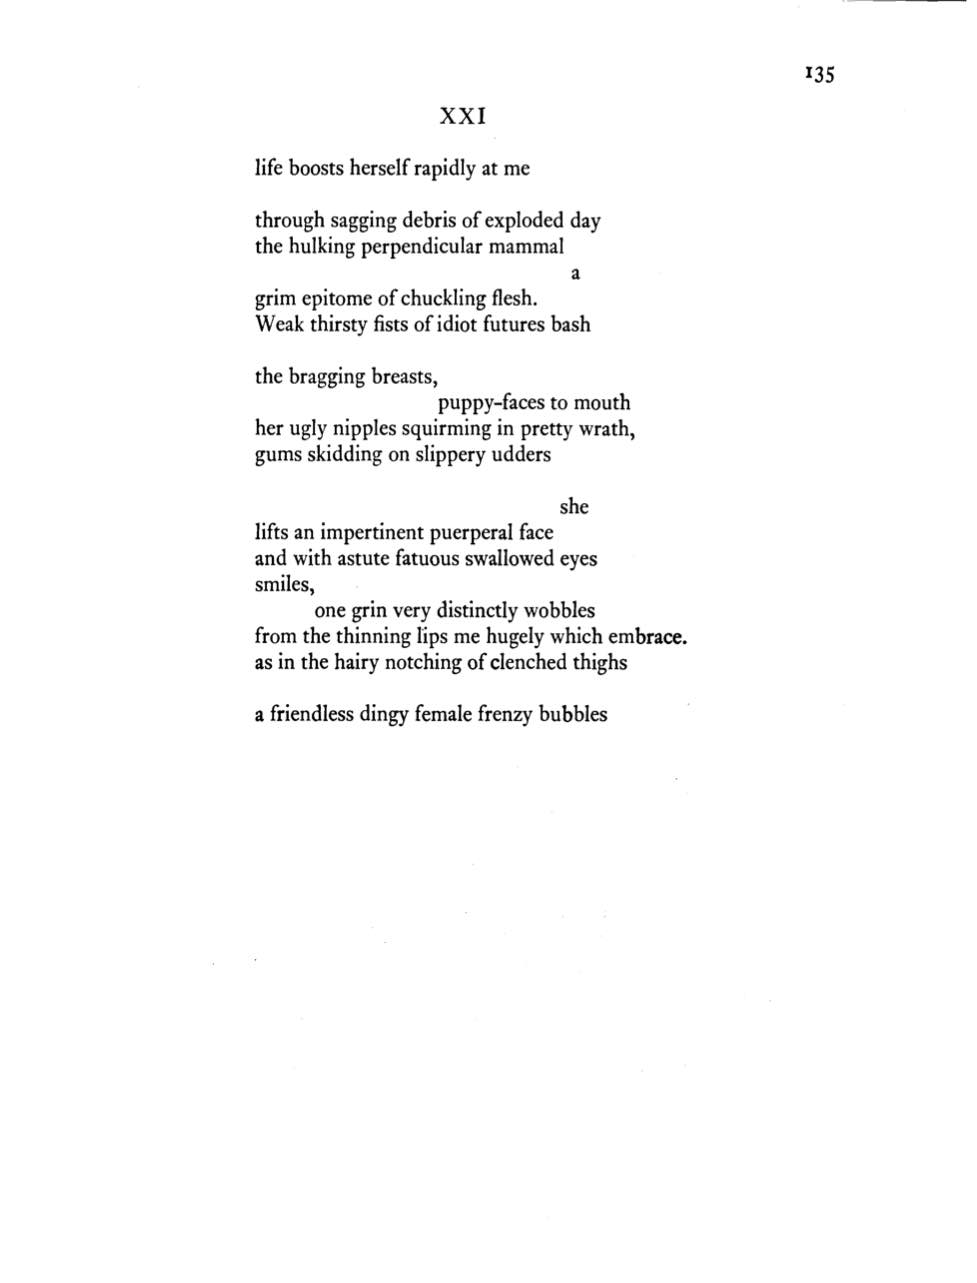 135
XXI
life boosts herself rapidly at me
through sagging debris of exploded day
the hulking perpendicular mammal
a
grim epitome of chuckling flesh.
Weak thirsty fists of idiot futures bash
the bragging breasts,
puppy-faces to mouth
her ugly nipples squirming in pretty wrath,
gums skidding on slippery udders
she
lifts an impertinent puerperal face
and with astute fatuous swallowed eyes
smiles,
one grin very distinctly wobbles
from the thinning lips me hugely which embrace.
as in the hairy notching of clenched thighs
a friendless dingy female frenzy bubbles